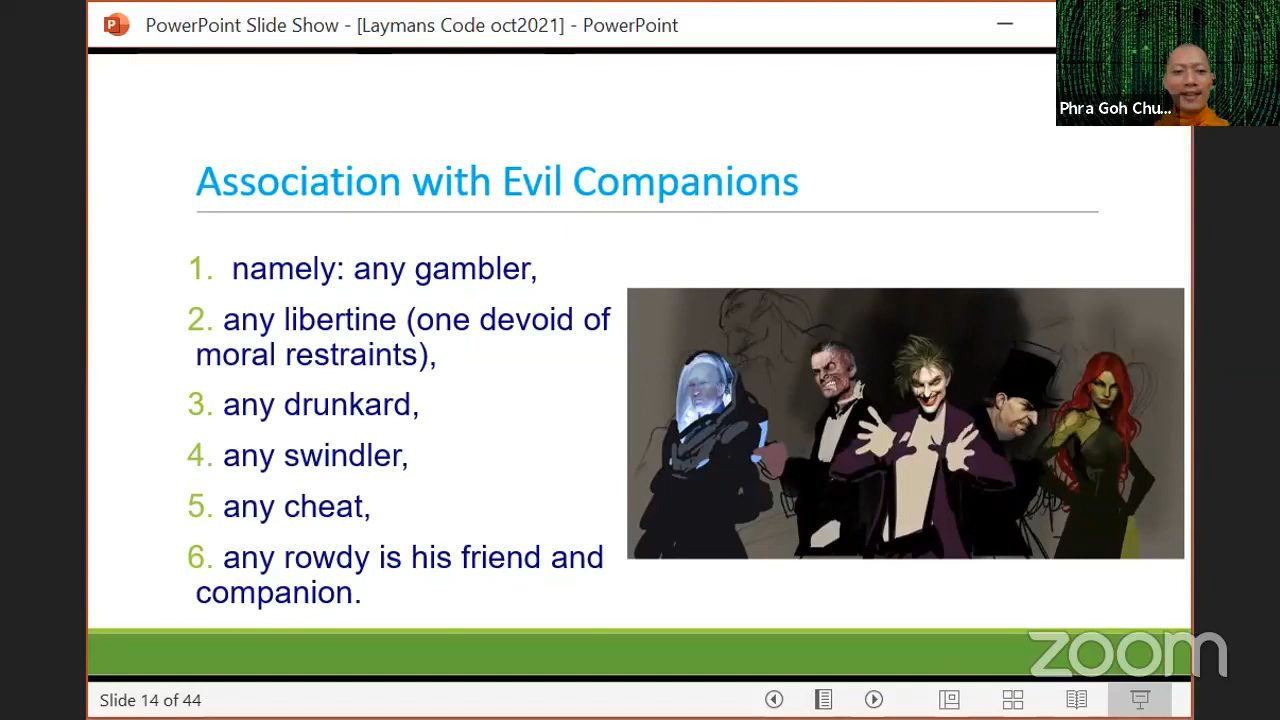 PowerPoint Slide Show - [Laymans Code oct2021] - PowerPoint
Phra Goh Chu...
Association with Evil Companions
1. namely: any gambler,
2. any libertine (one devoid of
moral restraints),
3. any drunkard,
4. any swindler,
5. any cheat,
6. any rowdy is his friend and
companion.
zoom
Slide 14 of 44